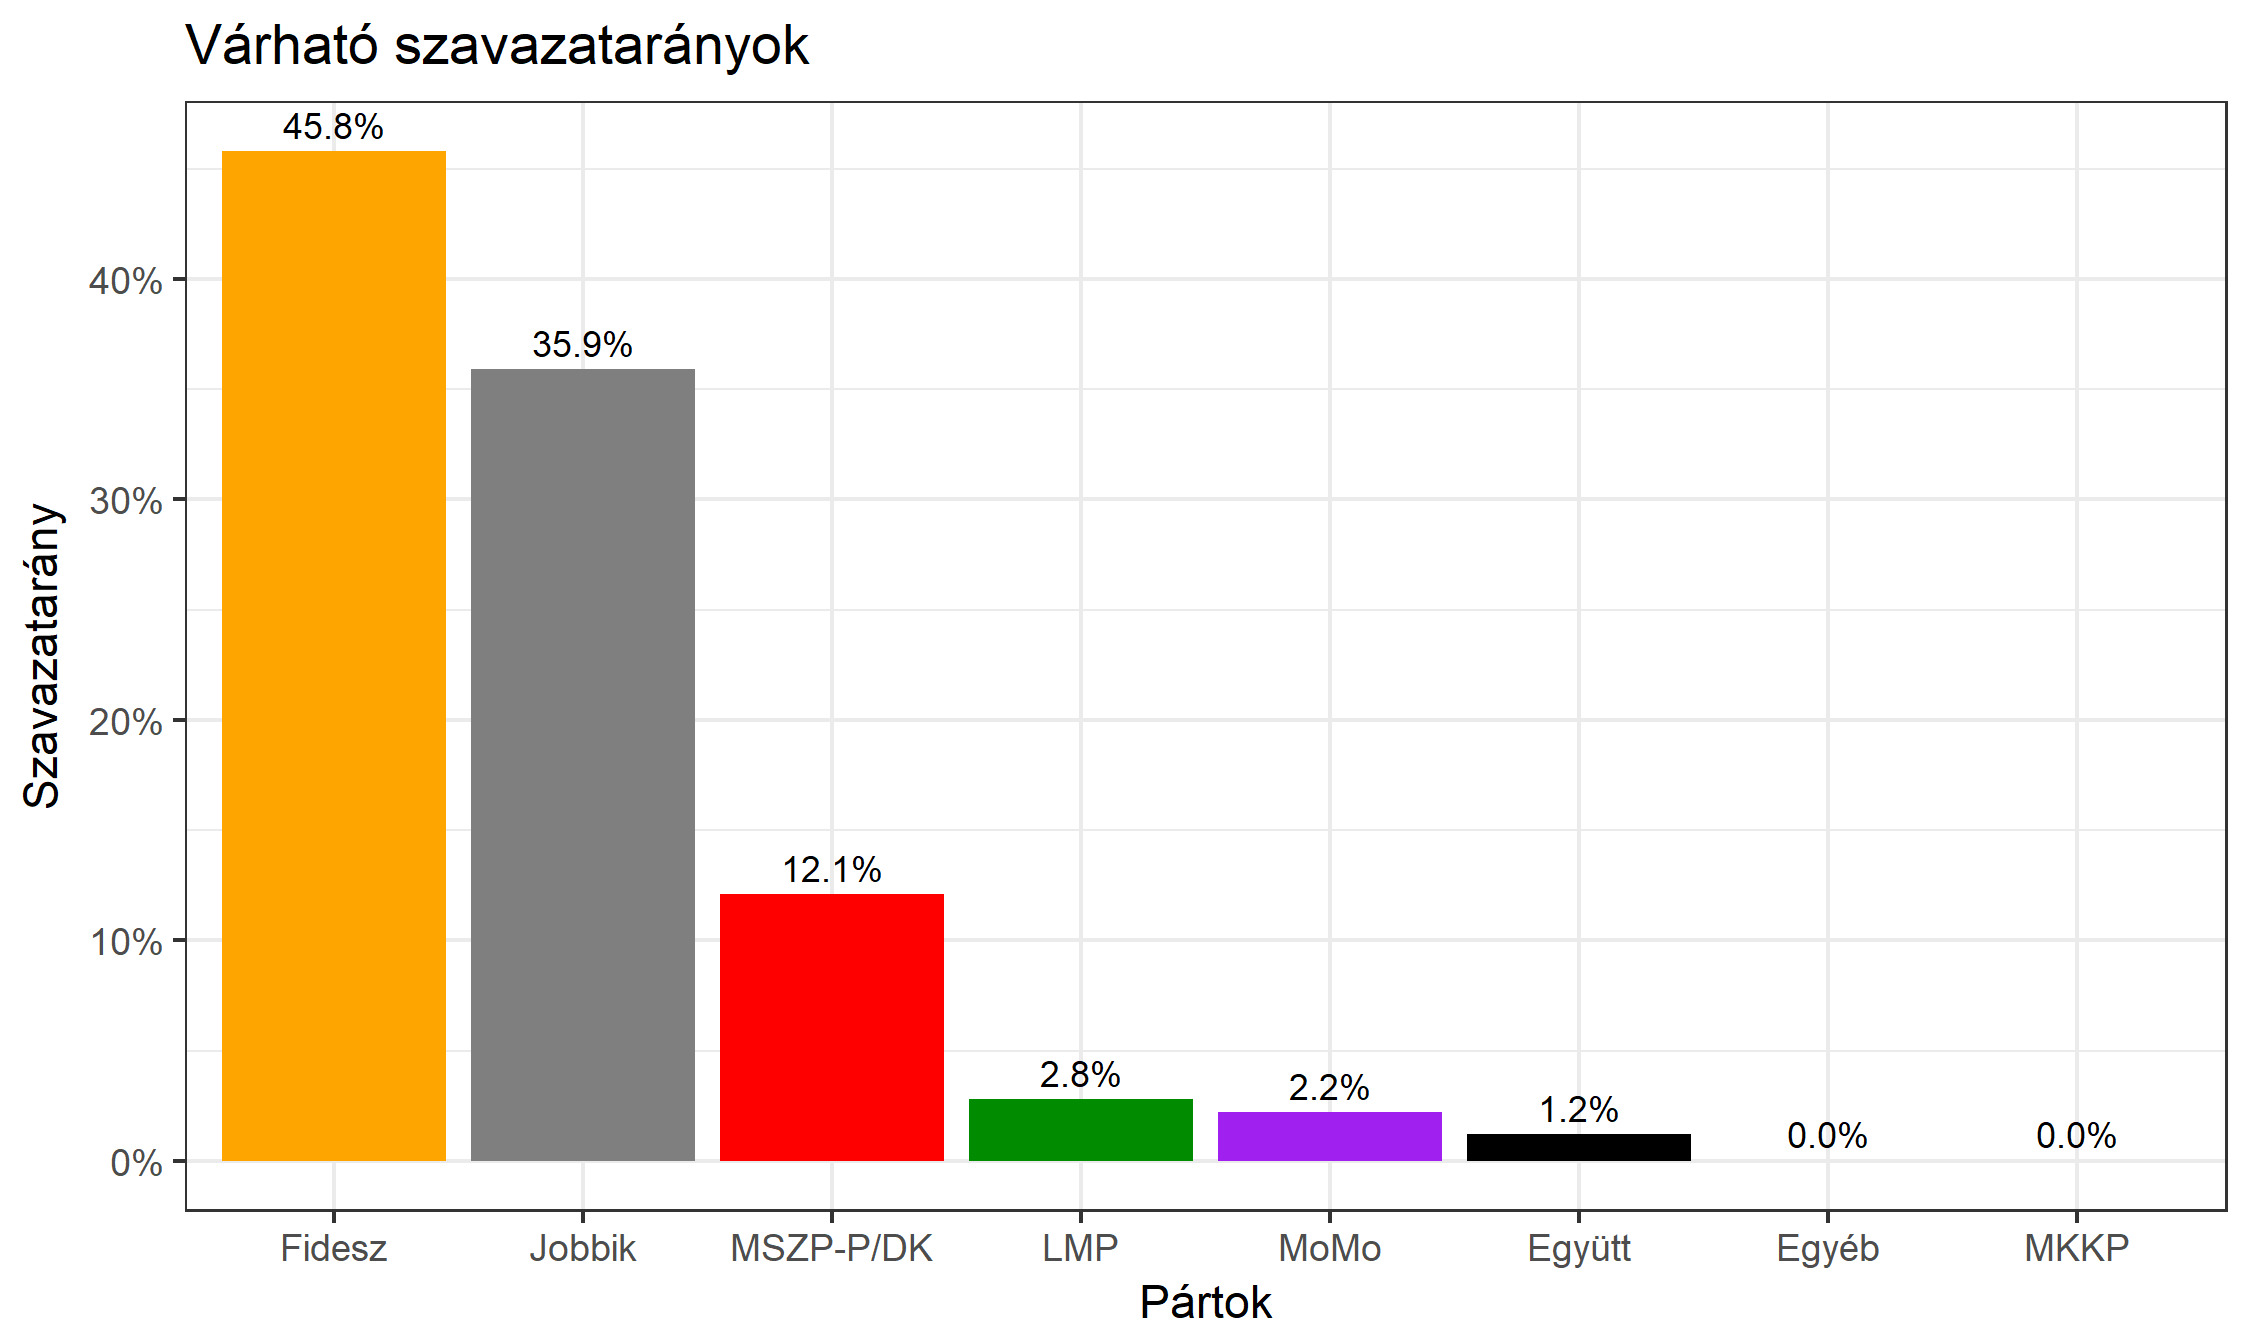 Várható szavazatarányok
Szavazatarány
40%
30%
20%
10%
0%
45.8%
35.9%
12.1%
2.8%
2.2%
1.2%
0.0%
0.0%
Fidesz
Jobbik
MSZP-P/DK
LMP
MoMo
Együtt
Egyéb
MKKP
Pártok